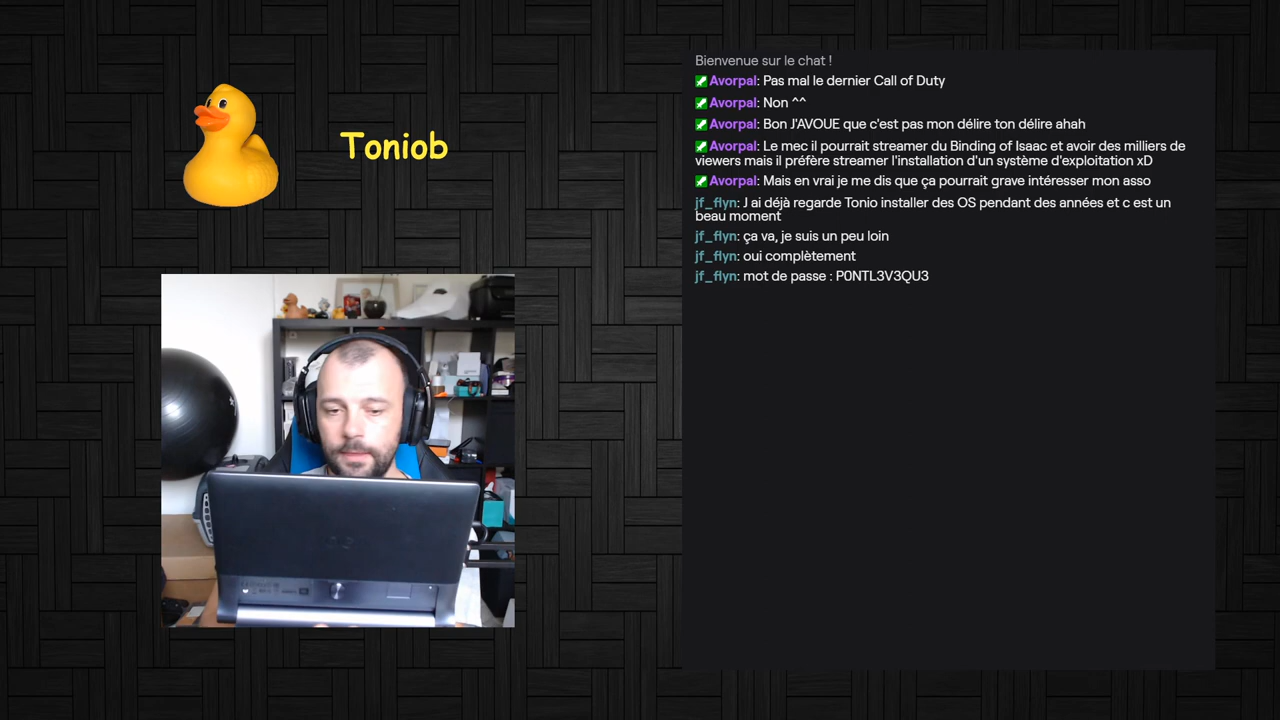 Toniob
Bienvenue sur le chat !
Avorpal: Pas mal le dernier Call of Duty
Avorpal: Non ^^
Avorpal: Bon J'AVOUE que c'est pas mon délire ton délire ahah
Avorpal: Le mec il pourrait streamer du Binding of Isaac et avoir des milliers de
viewers mais il préfère streamer l'installation d'un système d'exploitation xD
Avorpal: Mais en vrai je me dis que ça pourrait grave intéresser mon asso
jf_flyn: J ai déjà regarde Tonio installer des OS pendant des années et c est un
beau moment
jf_flyn: ça va, je suis un peu loin
jf_flyn: oui complètement
jf_flyn: mot de passe : P0NTL3V3QU3